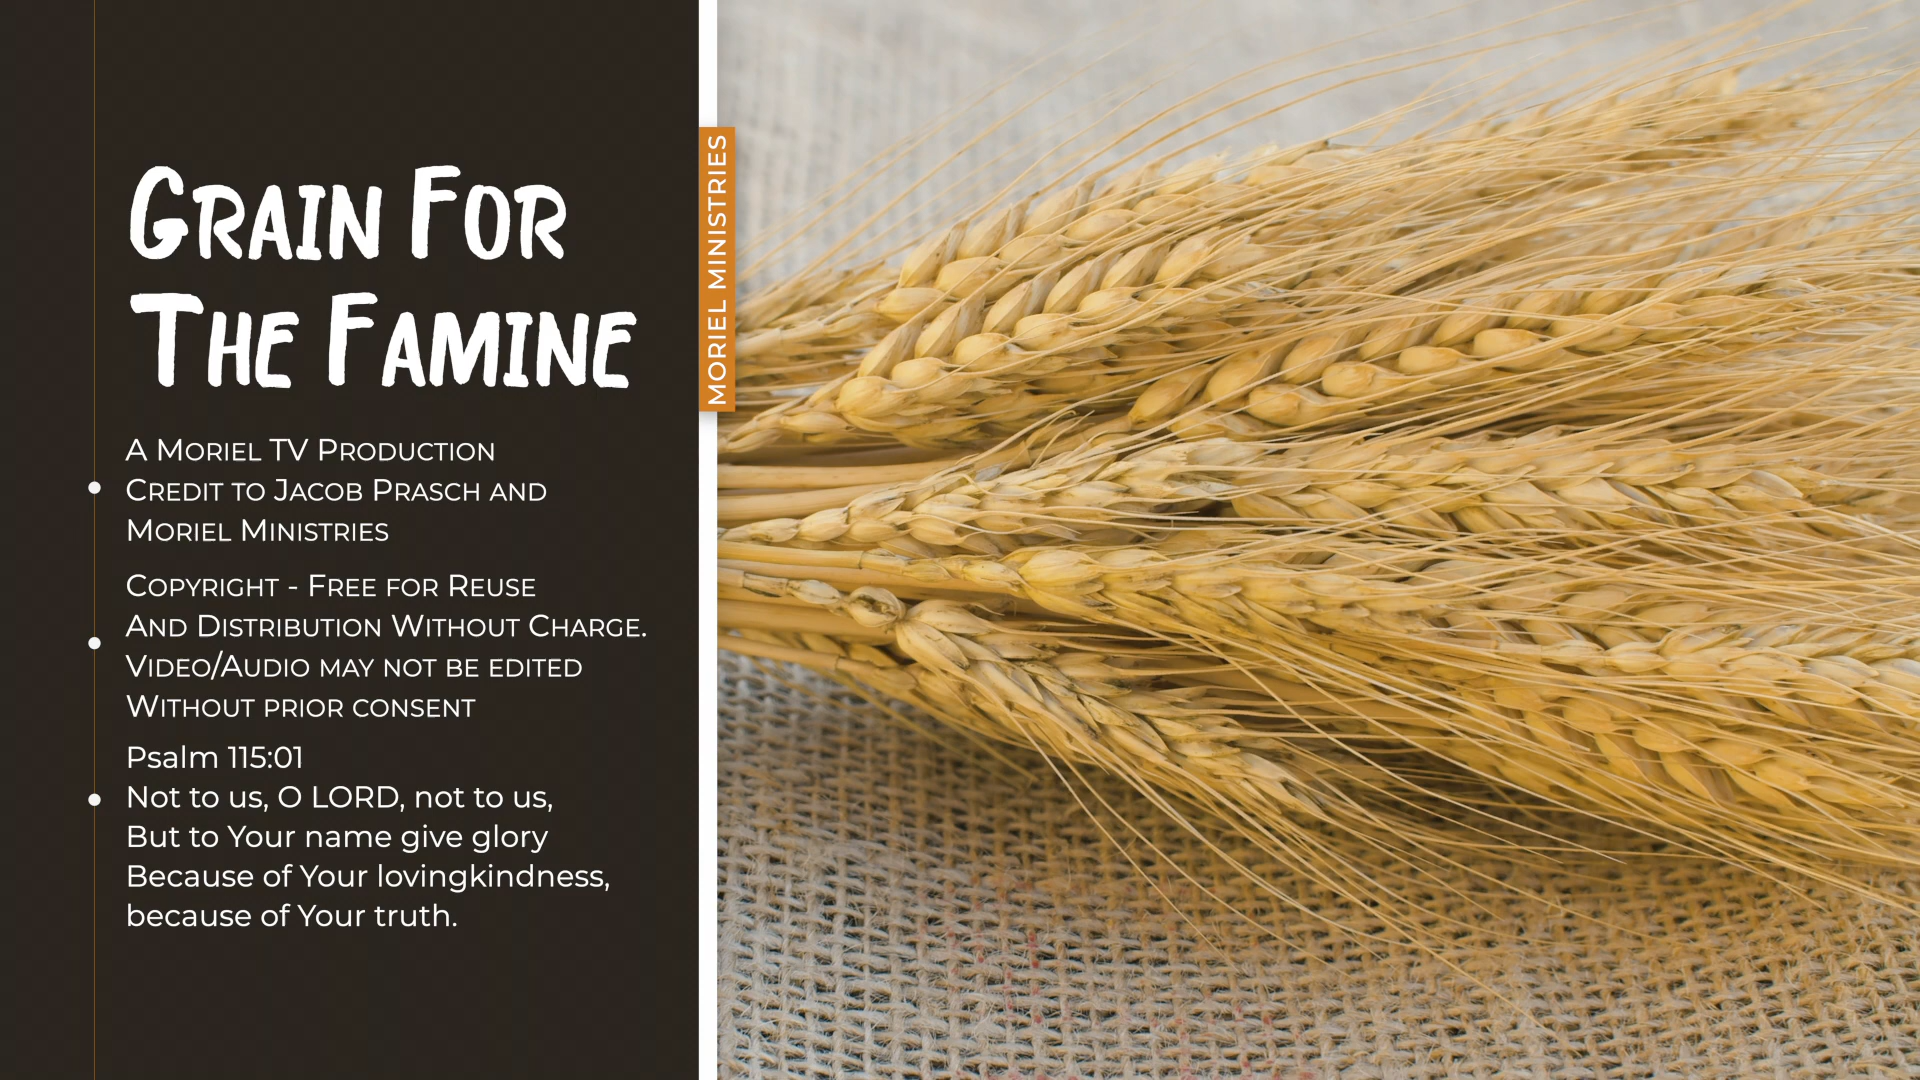 Grain For
The Famine
A Moriel TV Production
Credit to Jacob Prasch and
Moriel Ministries
Copyright - Free for Reuse
And Distribution Without Charge.
Video/Audio may not be edited
Without prior consent
Psalm 115:01
Not to us, O LORD, not to us,
But to Your name give glory
Because of Your lovingkindness,
because of Your truth.
MORIEL MINISTRIES